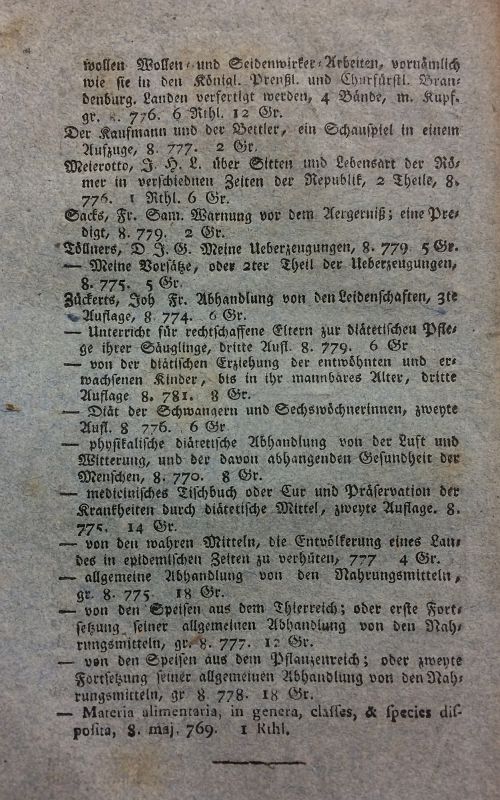 wollen Wollen- und Seidenwirker-Arbeiten, vornämlich
wie sie in den Königl. Preußl. und Churfürstl. Bran-
denburg. Landen verfertigt werden, 4 Bände, m. Kupf.
gr. 8. 776. 6 Rthl. 12 Gr.
Der Kaufmann und der Bettler, ein Schauspiel in einem
Aufzuge, 8. 777. 2 Gr.
Meierotto, J. H. L. über Sitten und Lebensart der Rö-
mer in verschiednen Zeiten der Republik, 2 Theile, 8.
776. 1 Rthl. 6 Gr.
Sacks, Fr. Sam. Warnung vor dem Aergerniß; eine Pre-
digt, 8. 779. 2 Gr.
Töllners, D J. G. Meine Ueberzeugungen, 8. 779 5 Gr.
— Meine Vorsätze, oder 2ter Theil der Ueberzeugungen,
8. 775. 5 Gr.
Zückerts, Joh Fr. Abhandlung von den Leidenschaften, 3te
Auflage, 8. 774. 6 Gr.
— Unterricht für rechtschaffene Eltern zur diätetischen Pfle-
ge ihrer Säuglinge, dritte Aufl. 8. 779. 6 Gr
— von der diätischen Erziehung der entwöhnten und er-
wachsenen Kinder, bis in ihr mannbares Alter, dritte
Auflage 8. 781. 8 Gr.
— Diät der Schwangern und Sechswöchnerinnen, zweyte
Aufl. 8 776. 6 Gr
— physikalische diätetische Abhandlung von der Luft und
Witterung, und der davon abhangenden Gesundheit der
Menschen, 8. 770. 8 Gr.
— medicinisches Tischbuch oder Cur und Präservation der
Krankheiten durch diätetische Mittel, zweyte Auflage. 8.
775. 14 Gr.
— von den wahren Mitteln, die Entvölkerung eines Lan-
des in epidemischen Zeiten zu verhüten, 777 4 Gr.
— allgemeine Abhandlung von den Nahrungsmitteln,
gr. 8. 775. 18 Gr.
— von den Speisen aus dem Thierreich; oder erste Fort-
setzung seiner allgemeinen Abhandlung von den Nah-
rungsmitteln, gr. 8. 777. 12 Gr.
— von den Speisen aus dem Pflanzenreich; oder zweyte
Fortsetzung seiner allgemeinen Abhandlung von den Nah-
rungsmitteln, gr 8. 778. 18 Gr.
— Materia alimentaria, in genera, classes, & species dis-
posita, 8. maj. 769. 1 Rthl.